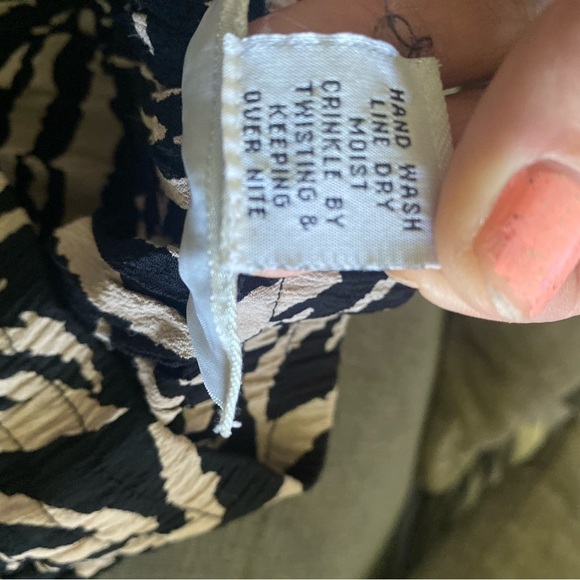 HAND WASH
LINE DRY
MOIST
CRINKLE BY
TWISTING &
KEEPING
OVER NITE